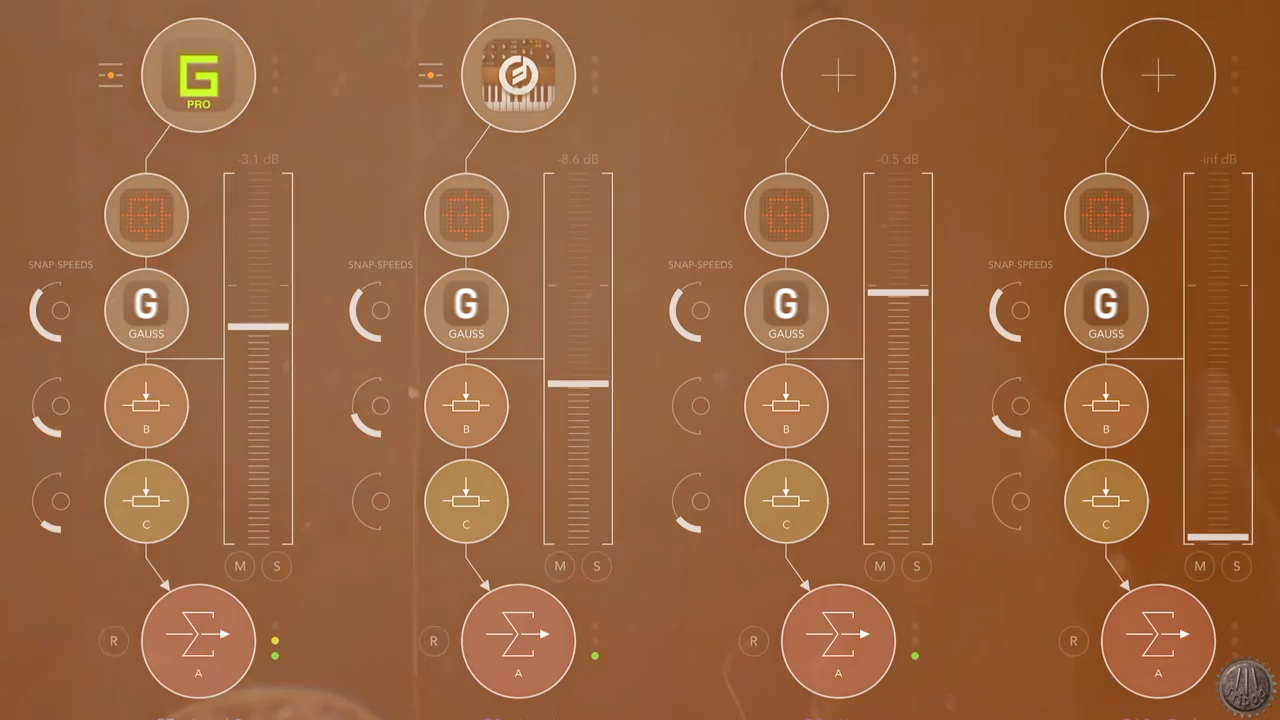 G
PRO
-3.1 dB
SNAP-SPEEDS
G
GAUSS
B
C
M S
R
A
-8.6 dB
SNAP-SPEEDS
G
GAUSS
B
C
M S
R
A
-0.5 dB
SNAP-SPEEDS
G
GAUSS
B
C
M S
R
A
-inf dB
SNAP-SPEEDS
G
GAUSS
B
C
M S
R
A